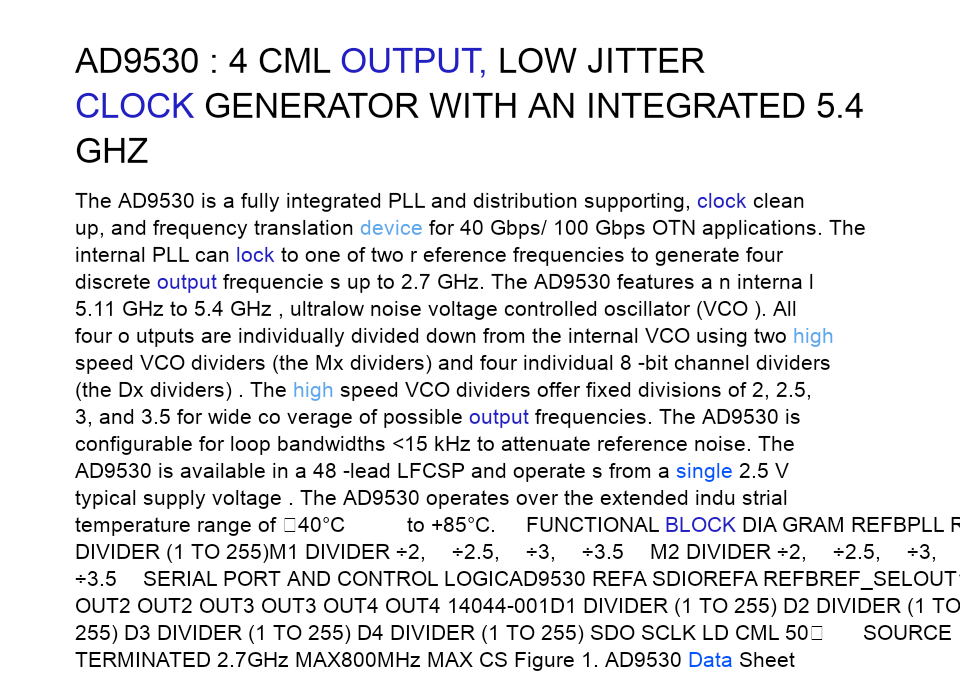 AD9530 : 4 CML OUTPUT, LOW JITTER
CLOCK GENERATOR WITH AN INTEGRATED 5.4
GHZ
The AD9530 is a fully integrated PLL and distribution supporting, clock clean
up, and frequency translation device for 40 Gbps/ 100 Gbps OTN applications. The
internal PLL can lock to one of two r eference frequencies to generate four
discrete output frequencie s up to 2.7 GHz. The AD9530 features a n interna l
5.11 GHz to 5.4 GHz , ultralow noise voltage controlled oscillator (VCO ). All
four o utputs are individually divided down from the internal VCO using two high
speed VCO dividers (the Mx dividers) and four individual 8 -bit channel dividers
(the Dx dividers) . The high speed VCO dividers offer fixed divisions of 2, 2.5,
3, and 3.5 for wide co verage of possible output frequencies. The AD9530 is
configurable for loop bandwidths <15 kHz to attenuate reference noise. The
AD9530 is available in a 48 -lead LFCSP and operate s from a single 2.5 V
typical supply voltage . The AD9530 operates over the extended indu strial
temperature range of □40°C to +85°C. FUNCTIONAL BLOCK DIA GRAM REFBPLL R
DIVIDER (1 TO 255)M1 DIVIDER ÷2, ÷2.5, ÷3, ÷3.5 M2 DIVIDER ÷2, ÷2.5, ÷3,
÷3.5 SERIAL PORT AND CONTROL LOGICAD9530 REFA SDIOREFA REFBREF_SELOUT1
OUT2 OUT2 OUT3 OUT3 OUT4 OUT4 14044-001D1 DIVIDER (1 TO 255) D2 DIVIDER (1 TO
255) D3 DIVIDER (1 TO 255) D4 DIVIDER (1 TO 255) SDO SCLK LD CML 50□ SOURCE
TERMINATED 2.7GHz MAX800MHz MAX CS Figure 1. AD9530 Data Sheet